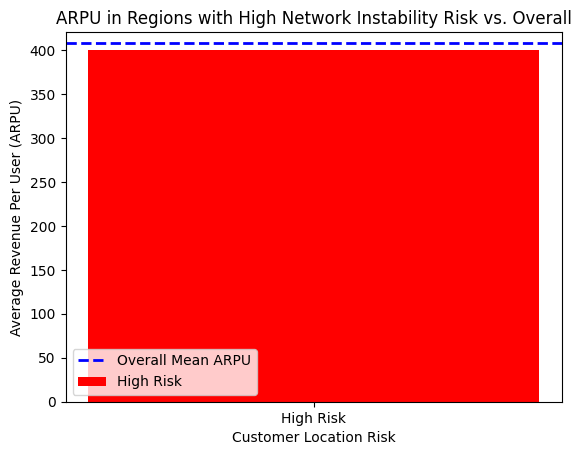 ARPU in Regions with High Network Instability Risk vs. Overall
400
350
300
250
200
150
100
50
0
Average Revenue Per User (ARPU)
Overall Mean ARPU
High Risk
High Risk
Customer Location Risk